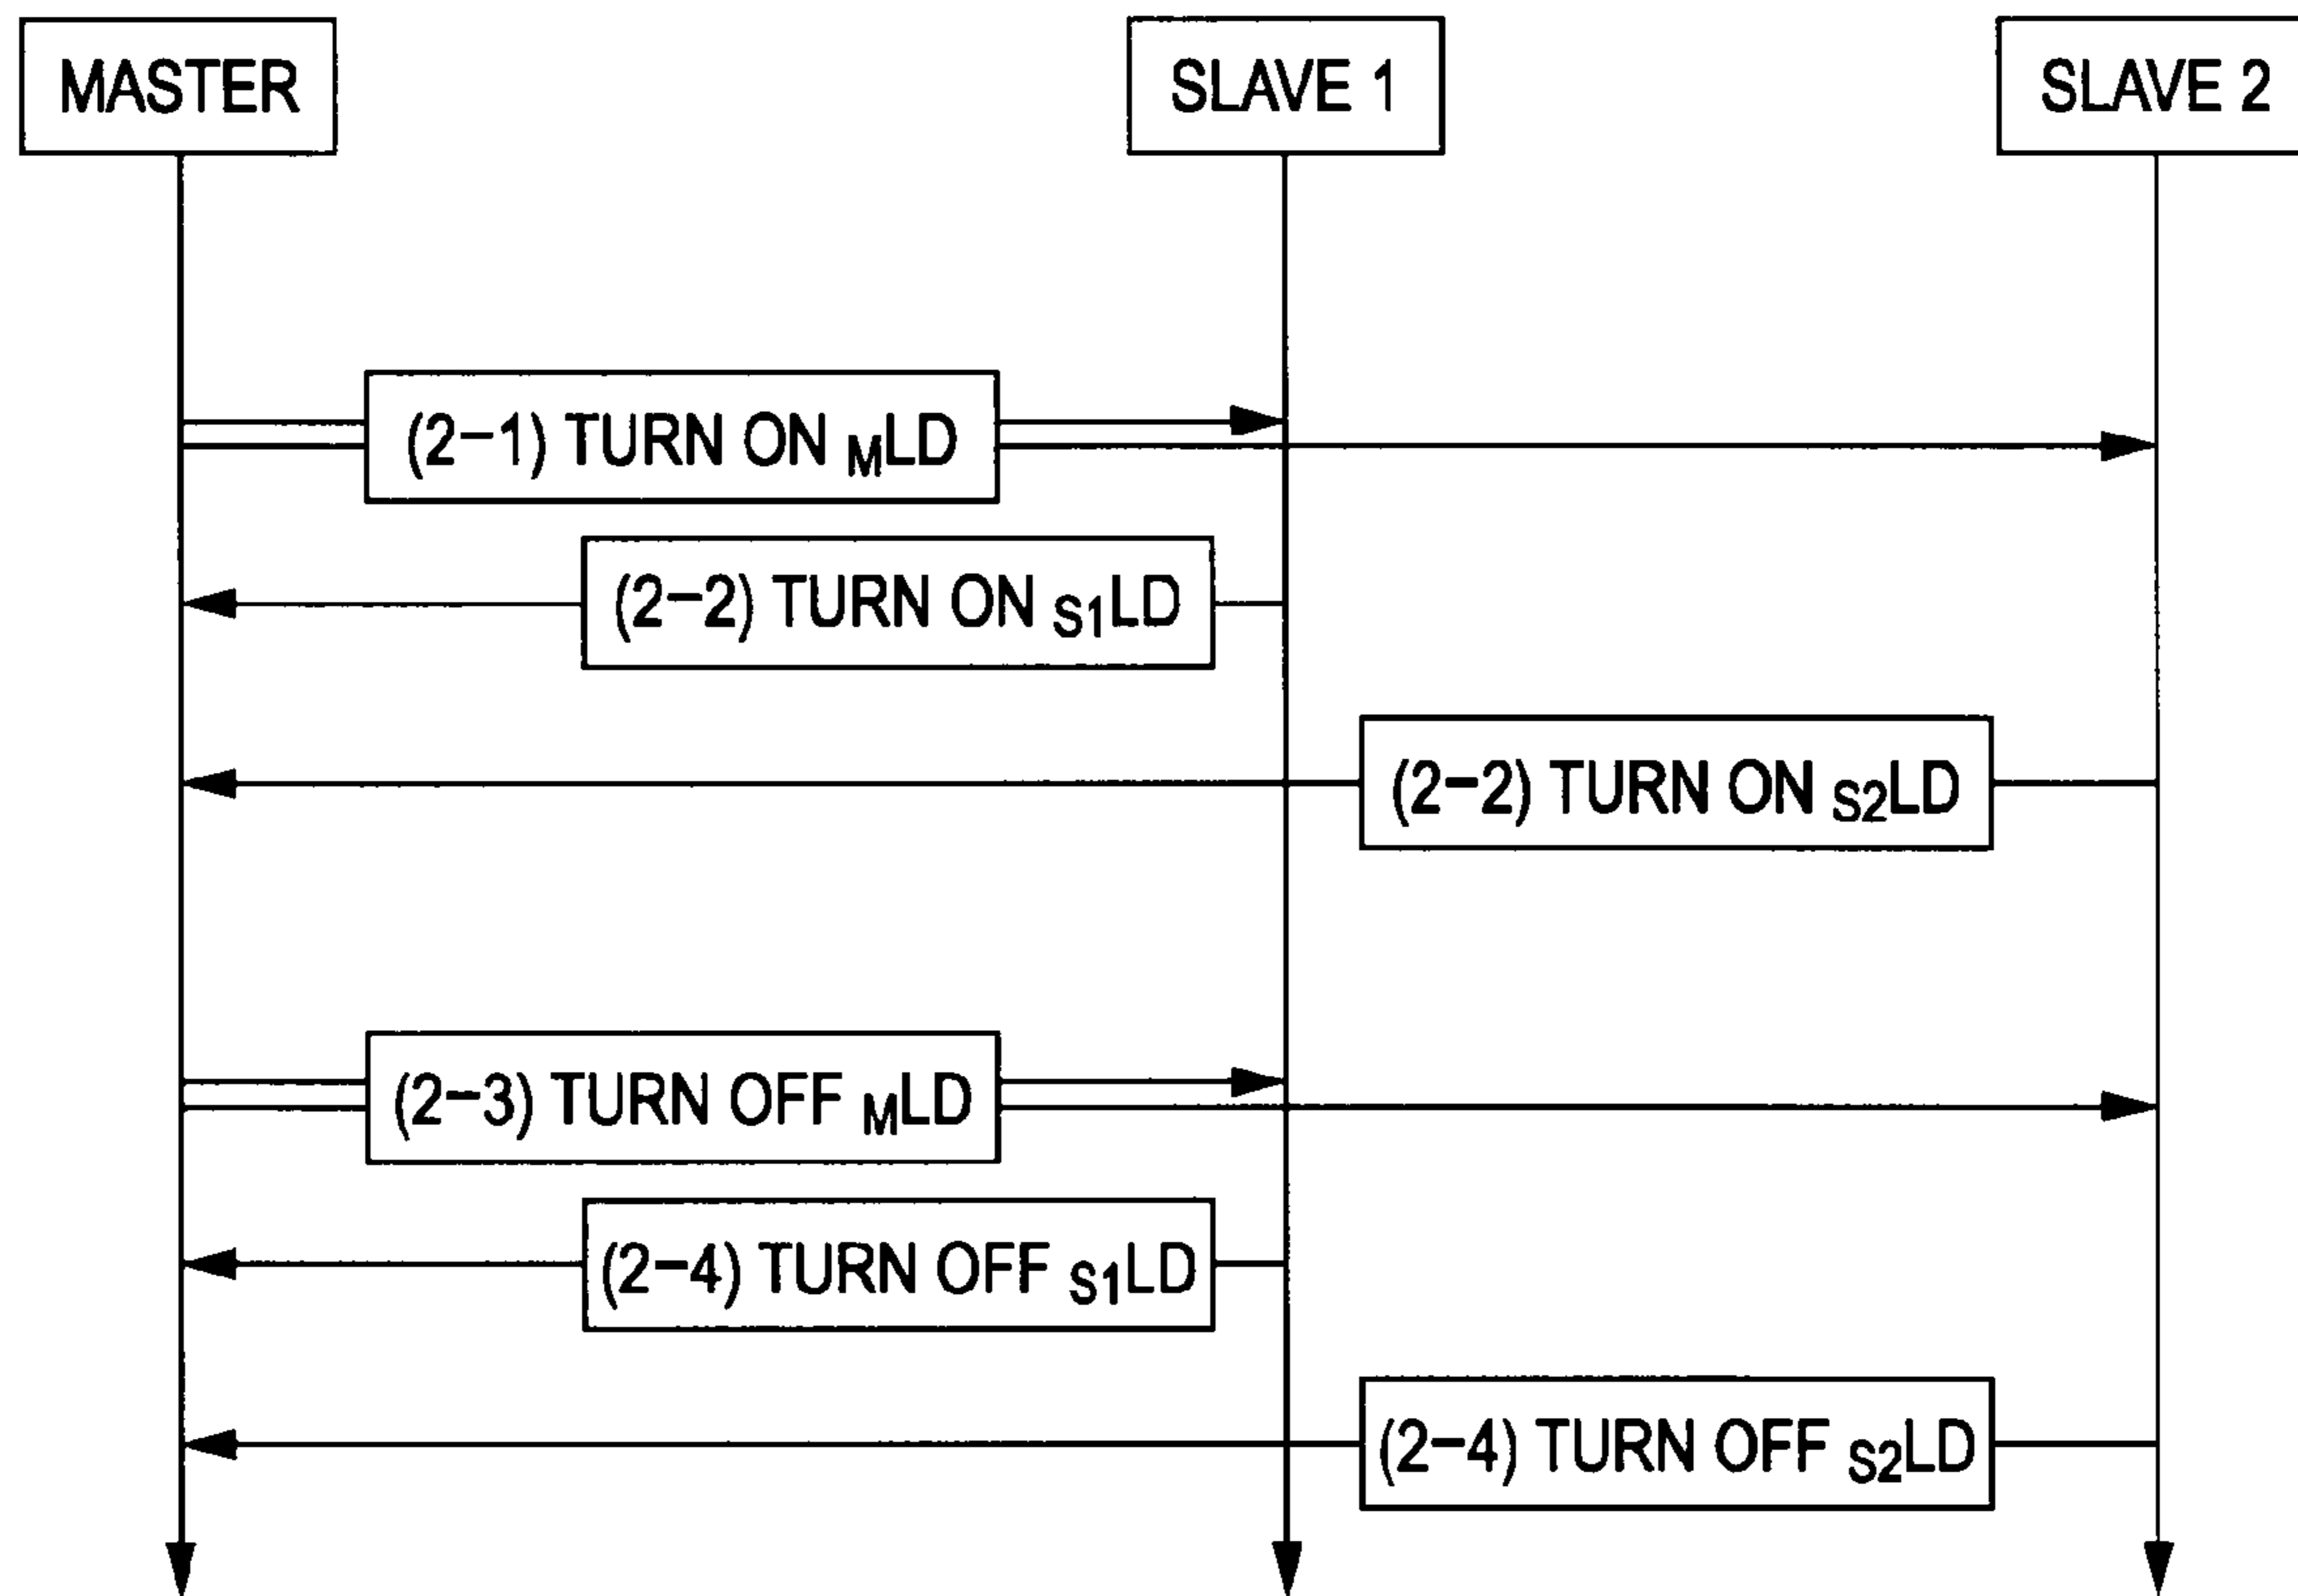 MASTER
SLAVE 1
SLAVE 2
(2-1) TURN ON MLD
(2-2) TURN ON S1LD
(2-2) TURN ON S2LD
(2-3) TURN OFF MLD
(2-4) TURN OFF S1LD
(2-4) TURN OFF S2LD